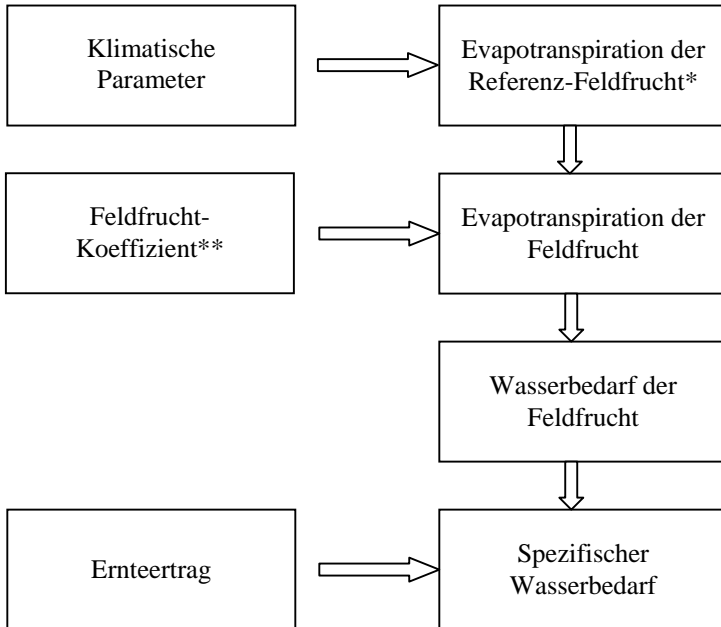 Klimatische
Parameter
Evapotranspiration der
Referenz-Feldfrucht*
Feldfrucht-
Koeffizient**
Evapotranspiration der
Feldfrucht
Wasserbedarf der
Feldfrucht
Ernteertrag
Spezifischer
Wasserbedarf